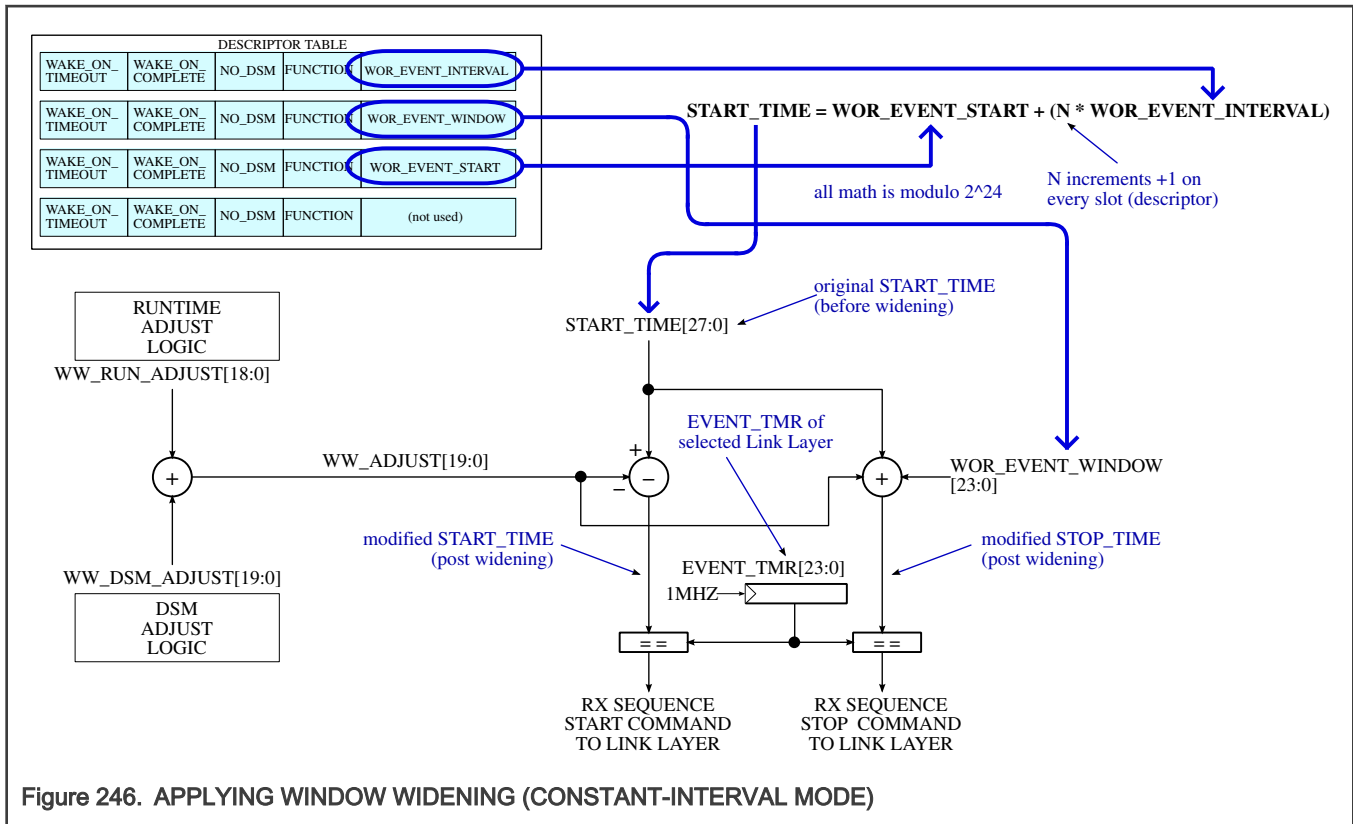 DESCRIPTOR TABLE
WAKE_ON_
TIMEOUT
WAKE_ON_
COMPLETE
NO_DSM
FUNCTION
WOR_EVENT_INTERVAL
WAKE_ON_
TIMEOUT
WAKE_ON_
COMPLETE
NO_DSM
FUNCTION
WOR_EVENT_WINDOW
WAKE_ON_
TIMEOUT
WAKE_ON_
COMPLETE
NO_DSM
FUNCTION
WOR_EVENT_START
WAKE_ON_
TIMEOUT
WAKE_ON_
COMPLETE
NO_DSM
FUNCTION
(not used)
START_TIME = WOR_EVENT_START + (N * WOR_EVENT_INTERVAL)
all math is modulo 2^24
N increments +1 on
every slot (descriptor)
original START_TIME
(before widening)
START_TIME[27:0]
RUNTIME
ADJUST
LOGIC
WW_RUN_ADJUST[18:0]
EVENT_TMR of
selected Link Layer
+
WW_ADJUST[19:0]
+
−
−
+
WOR_EVENT_WINDOW
[23:0]
modified START_TIME
(post widening)
modified STOP_TIME
(post widening)
WW_DSM_ADJUST[19:0]
EVENT_TMR[23:0]
1MHZ
DSM
ADJUST
LOGIC
= =
= =
RX SEQUENCE
START COMMAND
TO LINK LAYER
RX SEQUENCE
STOP COMMAND
TO LINK LAYER
Figure 246. APPLYING WINDOW WIDENING (CONSTANT-INTERVAL MODE)